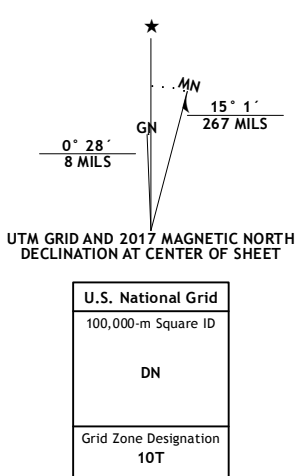 ★
MN
GN
15° 1´
267 MILS
0° 28´
8 MILS
UTM GRID AND 2017 MAGNETIC NORTH
DECLINATION AT CENTER OF SHEET
U.S. National Grid
100,000-m Square ID
DN
Grid Zone Designation
10T